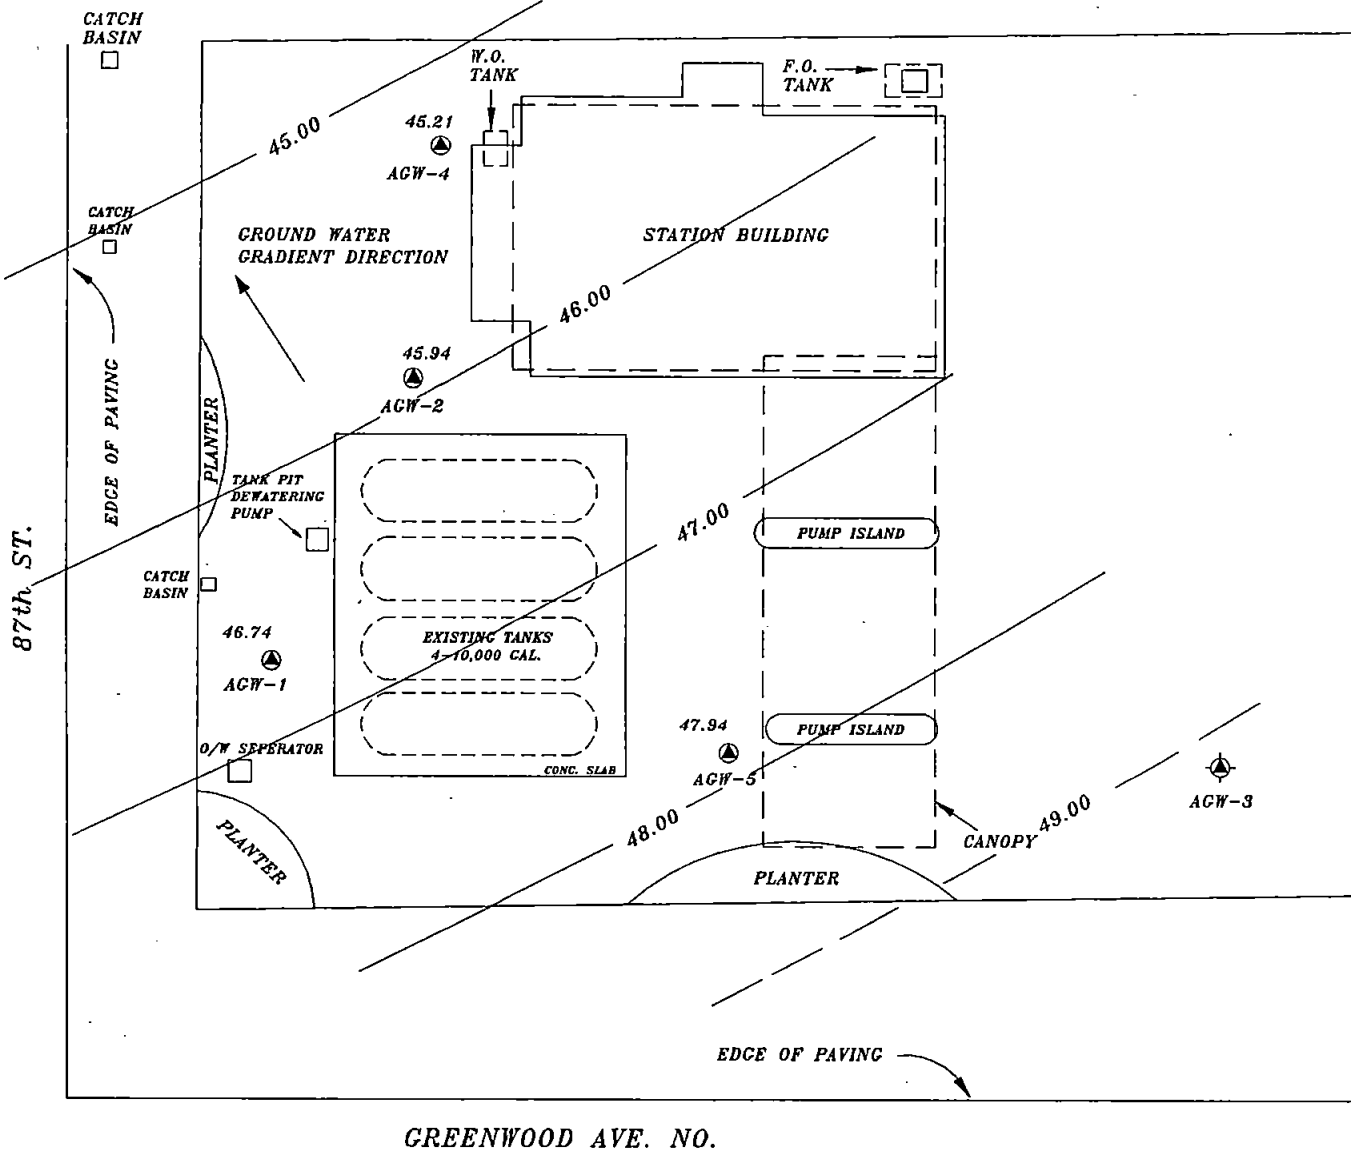 CATCH
BASIN
W.O.
TANK
F.O.
TANK
45.00
45.21
AGW-4
CATCH
BASIN
GROUND WATER
GRADIENT DIRECTION
STATION BUILDING
46.00
45.94
AGW-2
EDGE OF PAVING
PLANTER
TANK PIT
DEWATERING
PUMP
47.00
PUMP ISLAND
87th ST.
CATCH
BASIN
46.74
AGW-1
EXISTING TANKS
4-10,000 GAL.
O/W SEPERATOR
CONC. SLAB
47.94
AGW-5
PUMP ISLAND
AGW-3
PLANTER
48.00
CANOPY
49.00
PLANTER
EDGE OF PAVING
GREENWOOD AVE. NO.